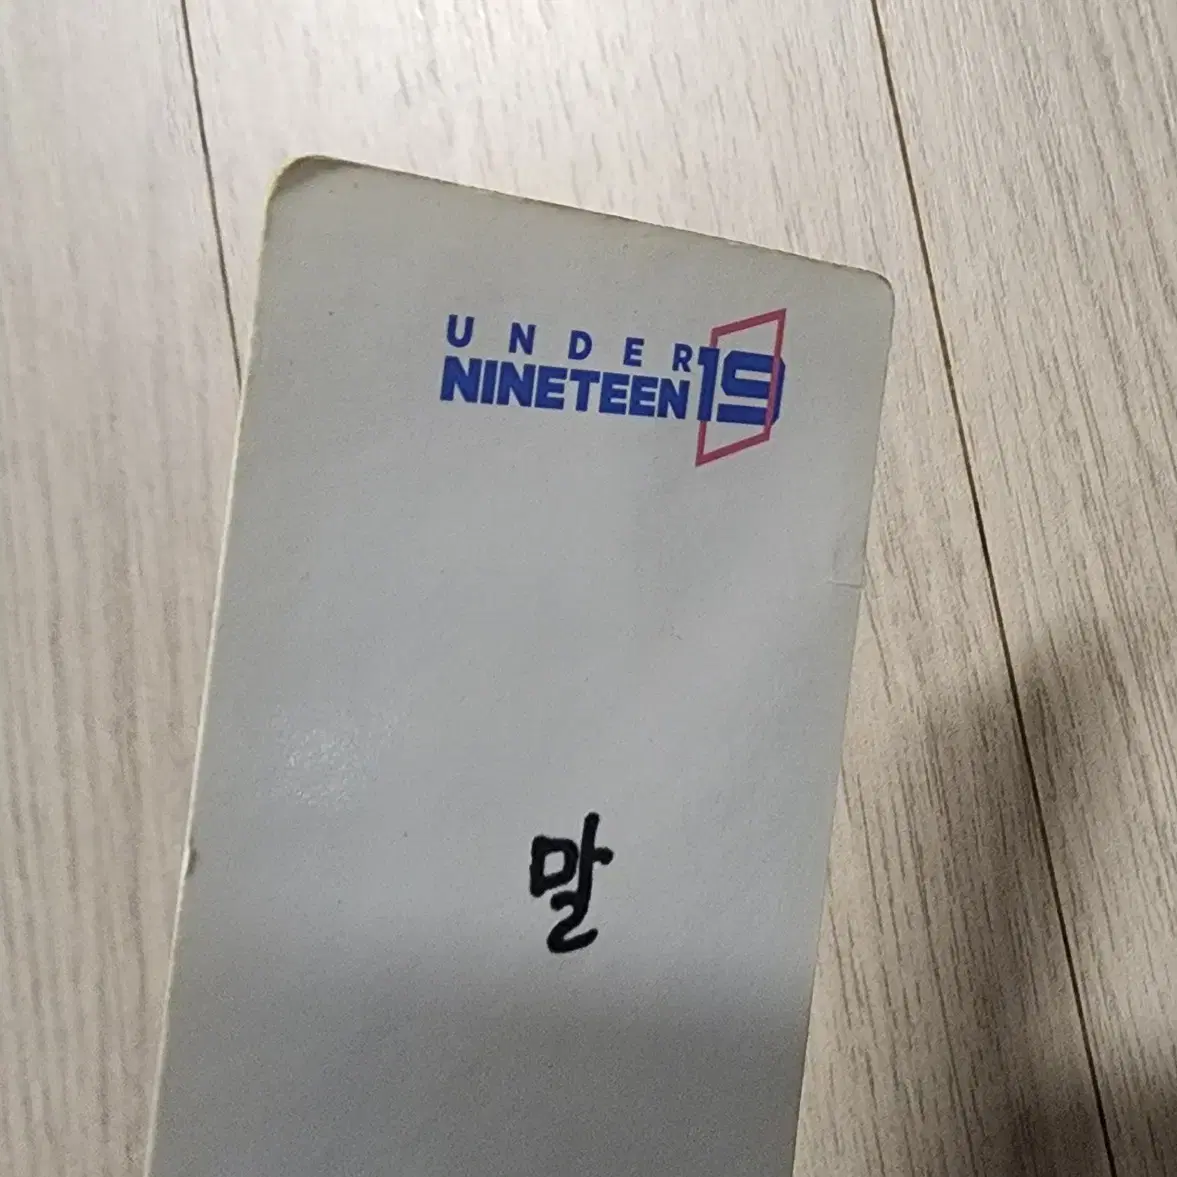 UNDER
NINETEEN 19
말